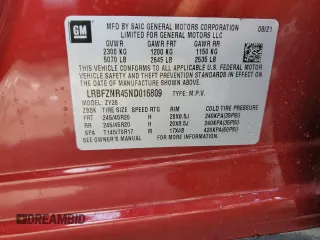 GM
MFD BY SAIC GENERAL MOTORS CORPORATION
LIMITED FOR GENERAL MOTORS CORPORATION
08/21
GVWR GAWR FRT GAWR RR
2300 KG 1200 KG 1150 KG
5070 LB 2645 LB 2535 LB
THIS VEHICLE CONFORMS TO ALL APPLICABLE U.S. FEDERAL MOTOR
VEHICLE SAFETY AND THEFT PREVENTION STANDARDS IN EFFECT ON
THE DATE OF MANUFACTURE SHOWN ABOVE.
LRBFZNR45ND016809 TYPE: M.P.V.
MODEL: ZY26
TIRE SIZE SPEED RTG RIM COLD TIRE PRESSURE
FRT 245/45R20 H 20X8.5J 240KPA(35PSI)
RR 245/45R20 H 20X8.5J 240KPA(35PSI)
SPA T145/70R17 M 17X4B 420KPA(60PSI)
SEE OWNER'S MANUAL FOR ADDITIONAL INFORMATION.
DREAMBID